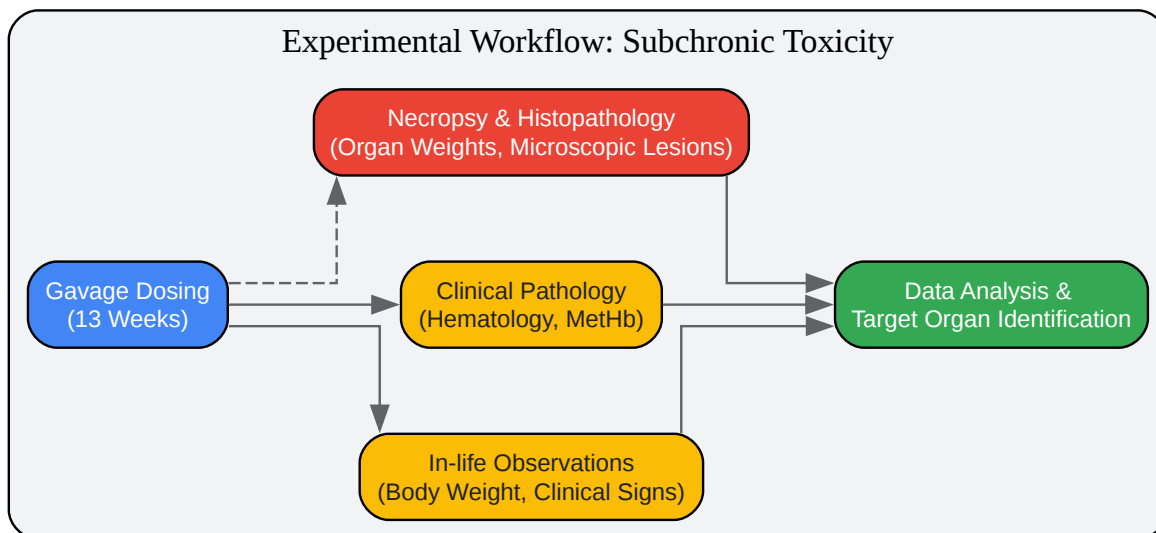 Experimental Workflow: Subchronic Toxicity
Necropsy & Histopathology
(Organ Weights, Microscopic Lesions)
Gavage Dosing
(13 Weeks)
Clinical Pathology
(Hematology, MetHb)
Data Analysis &
Target Organ Identification
In-life Observations
(Body Weight, Clinical Signs)